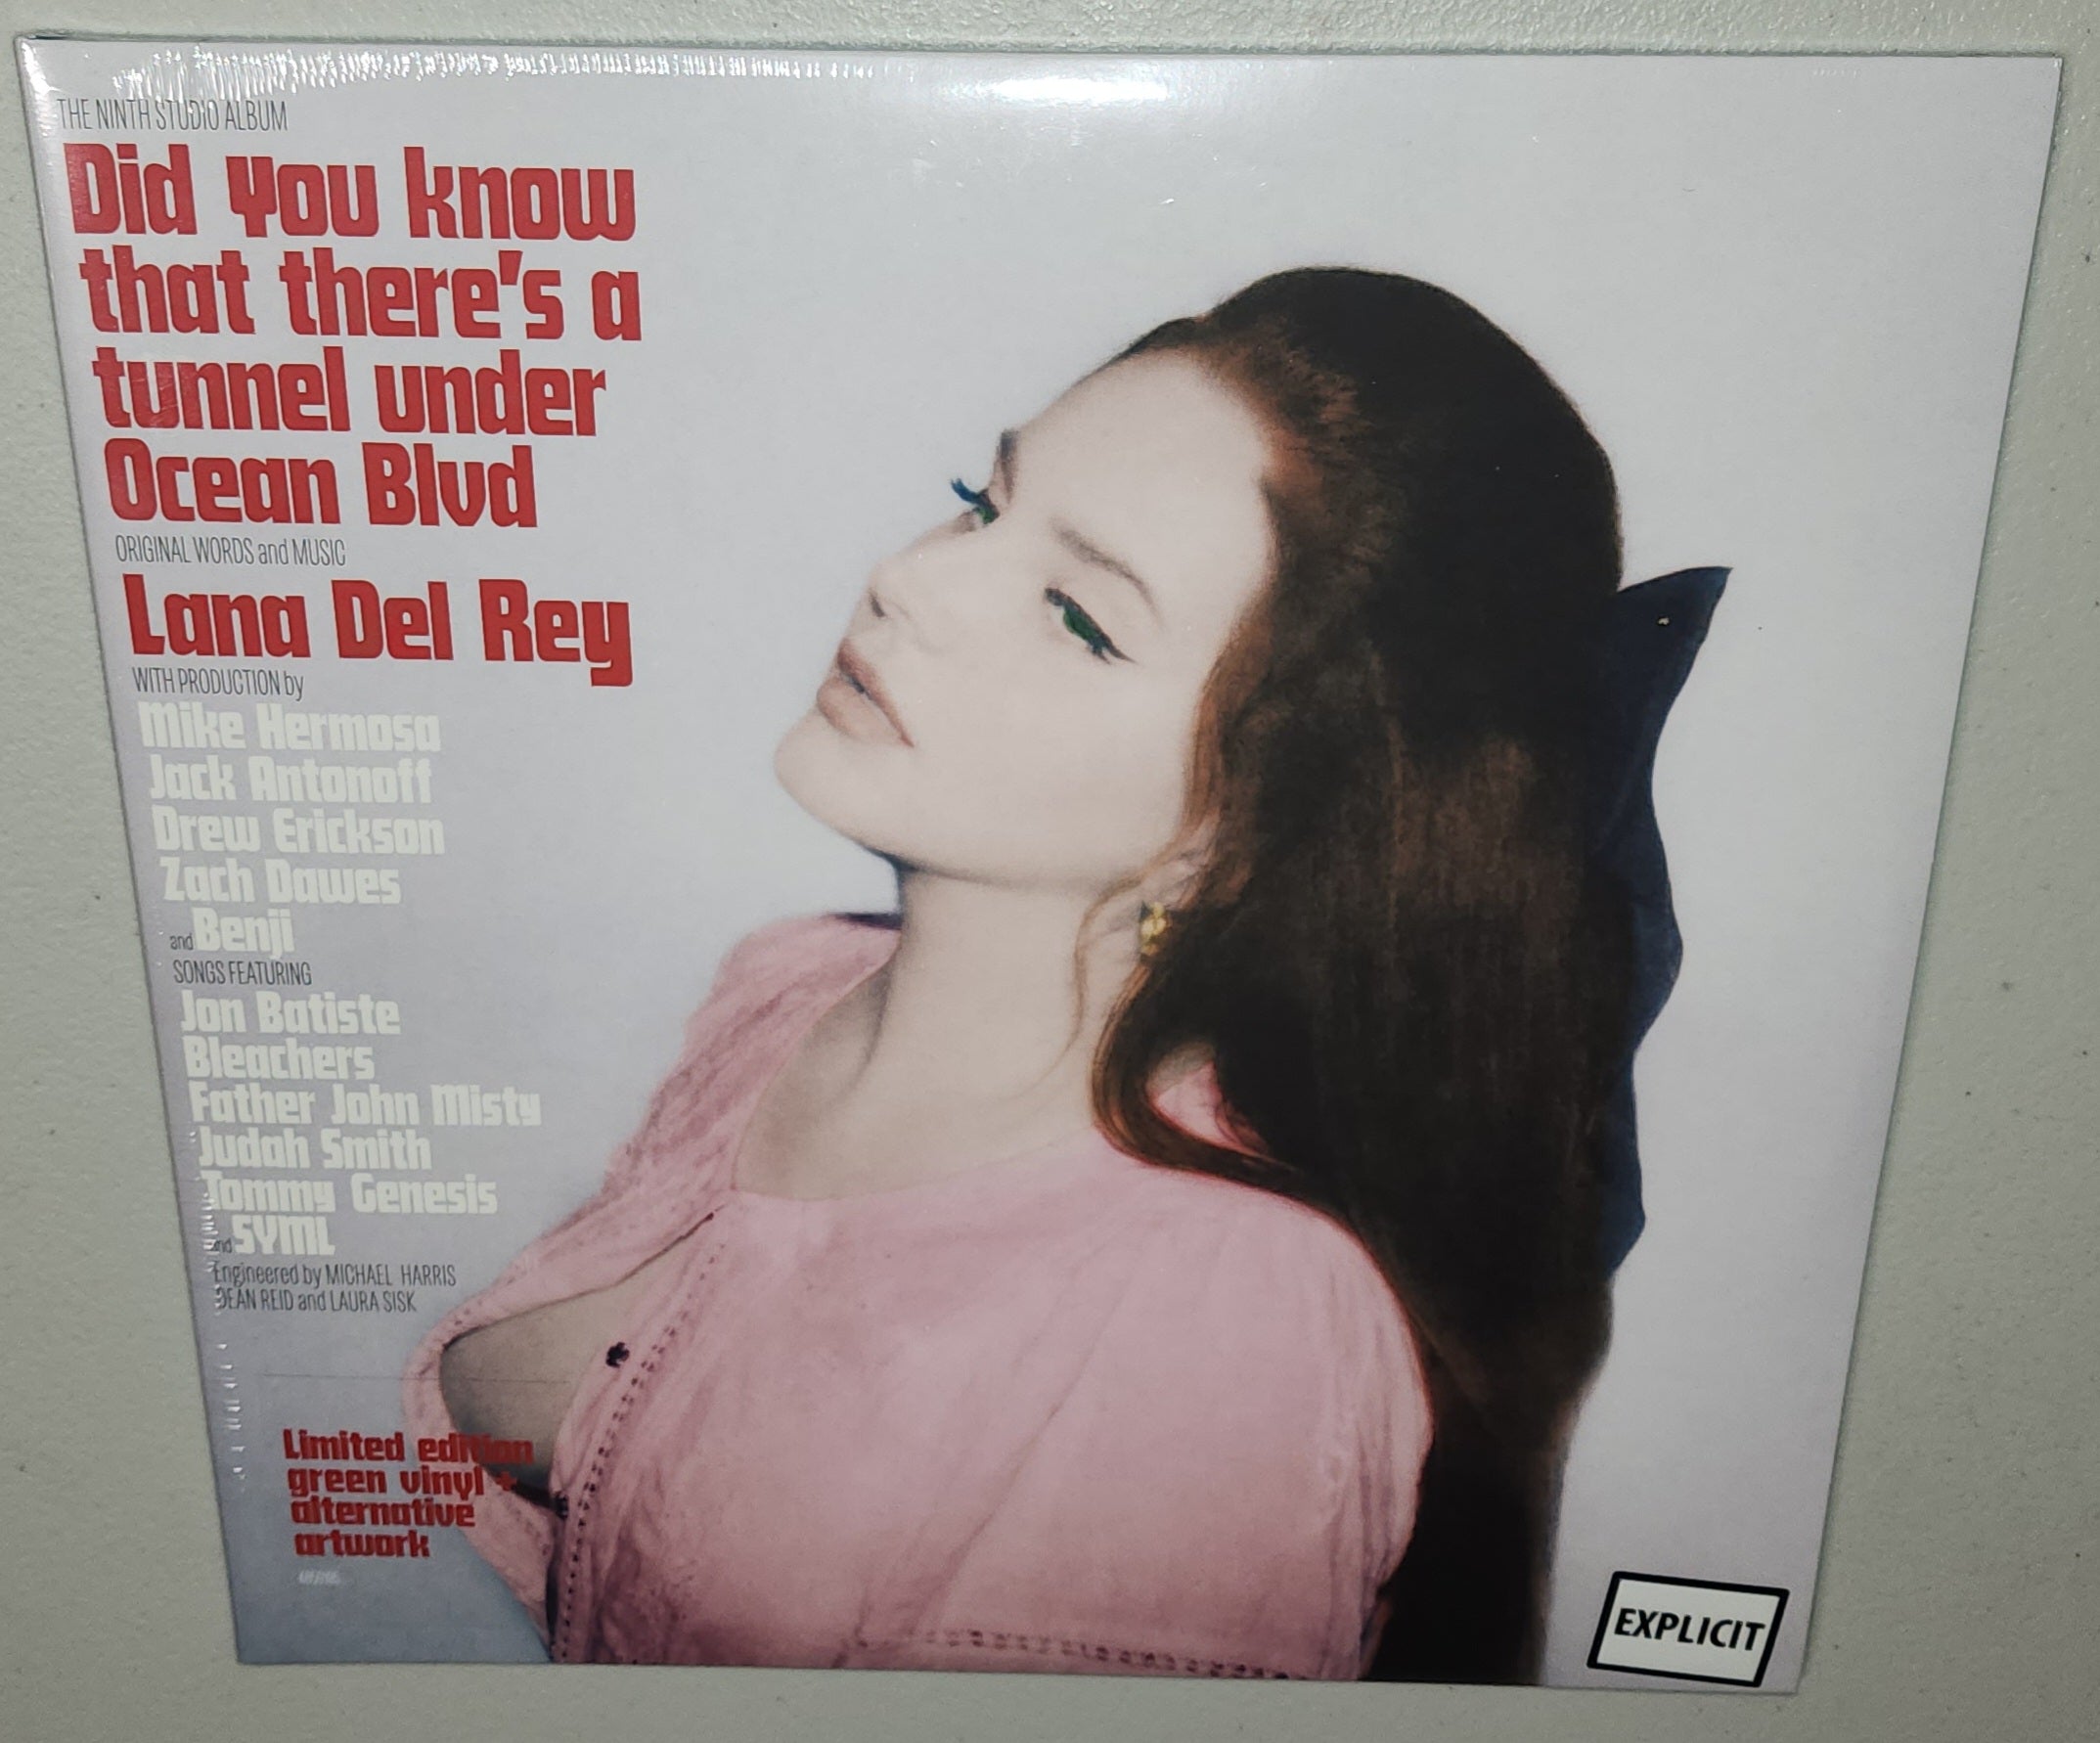 THE NINTH STUDIO ALBUM
Did you know
that there's a
tunnel under
Ocean Blvd
ORIGINAL WORDS and MUSIC
Lana Del Rey
WITH PRODUCTION by
Mike Hermosa
Jack Antonoff
Drew Erickson
Zach Dawes
and Benji
SONGS FEATURING
Jon Batiste
Bleachers
Father John Misty
Judah Smith
Tommy Genesis
and SYML
Engineered by MICHAEL HARRIS
DEAN REID and LAURA SISK
Limited edition
green vinyl +
alternative
artwork
EXPLICIT